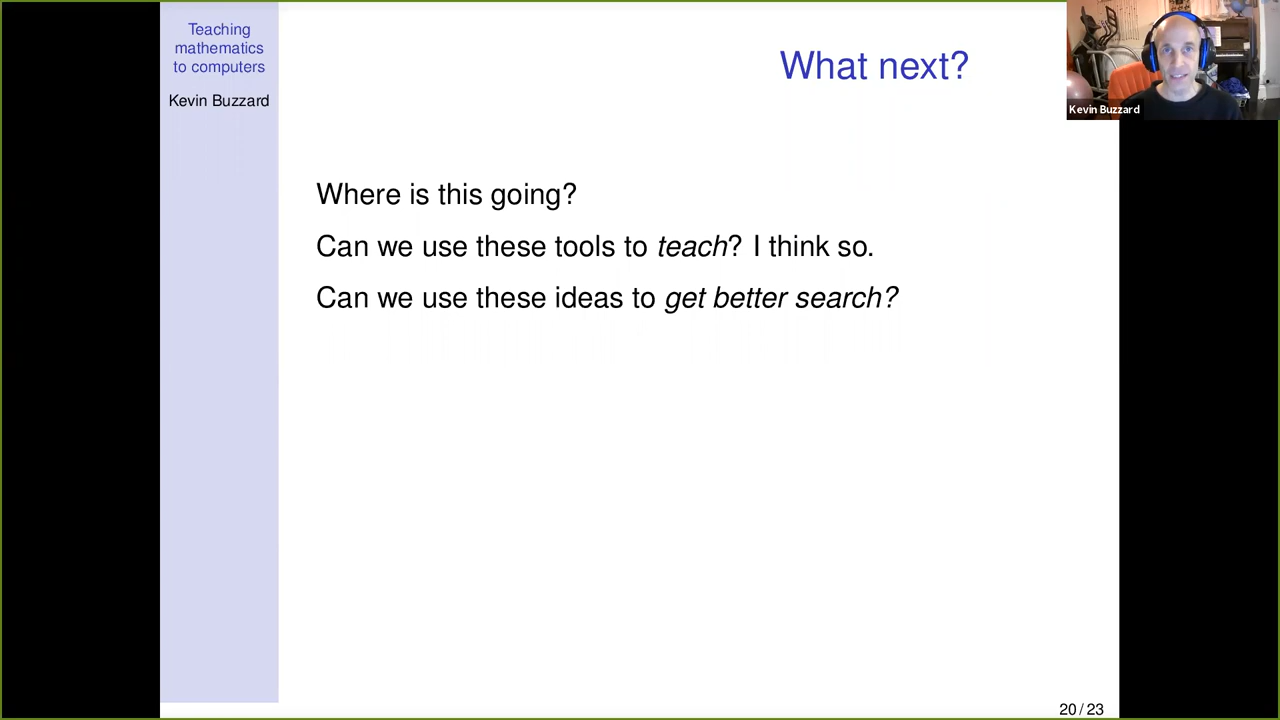 Teaching
mathematics
to computers
Kevin Buzzard
What next?
Kevin Buzzard
Where is this going?
Can we use these tools to teach? I think so.
Can we use these ideas to get better search?
20 / 23